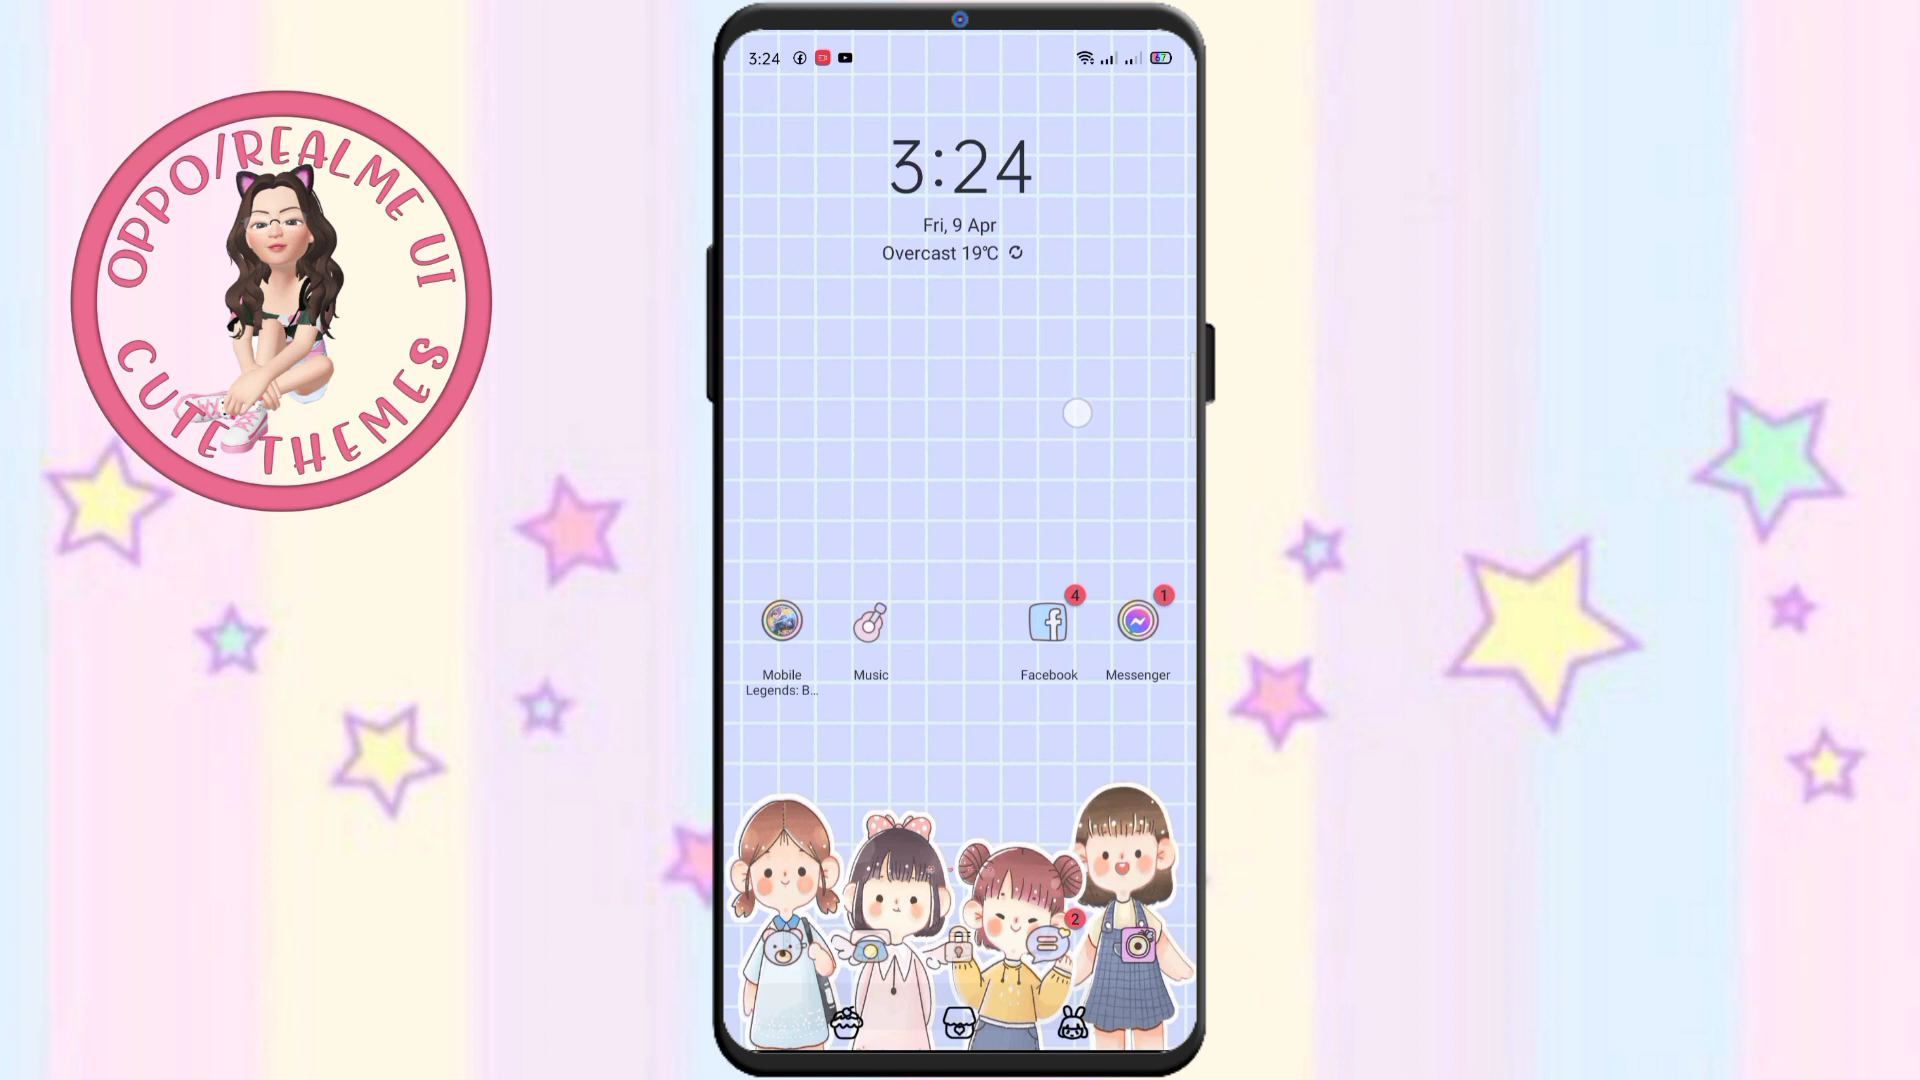 OPPO/REALME UI
CUTE THEMES
3:24
67
3:24
Fri, 9 Apr
Overcast 19°C
4
1
Mobile
Legends: B...
Music
Facebook
Messenger
2